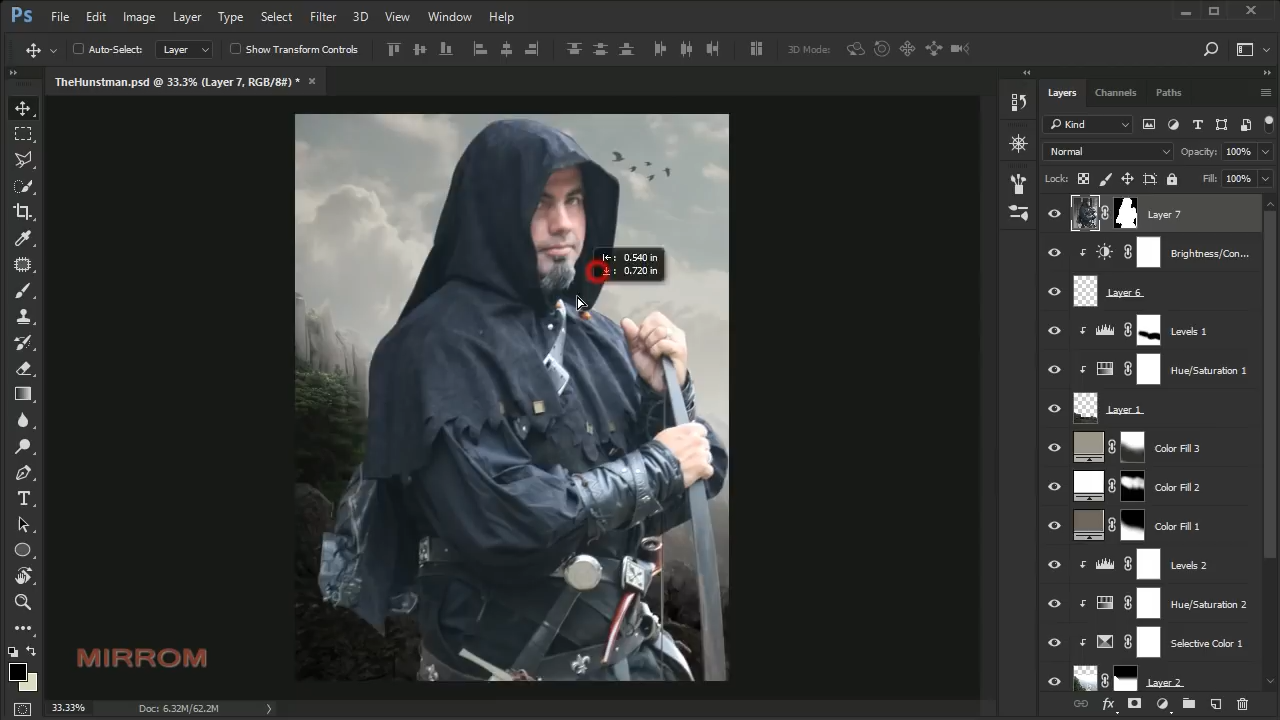 Ps File Edit Image Layer Type Select Filter 3D View Window Help
Auto-Select: Layer Show Transform Controls 3D Mode:
TheHunstman.psd @ 33.3% (Layer 7, RGB/8#) *
Layers Channels Paths
Kind
Normal Opacity: 100%
Lock: Fill: 100%
Layer 7
Brightness/Con...
Layer 6
Levels 1
Hue/Saturation 1
Layer 1
Color Fill 3
Color Fill 2
Color Fill 1
Levels 2
Hue/Saturation 2
Selective Color 1
Layer 2
: 0.540 in
: 0.720 in
MIRROM
33.33% Doc: 6.32M/62.2M